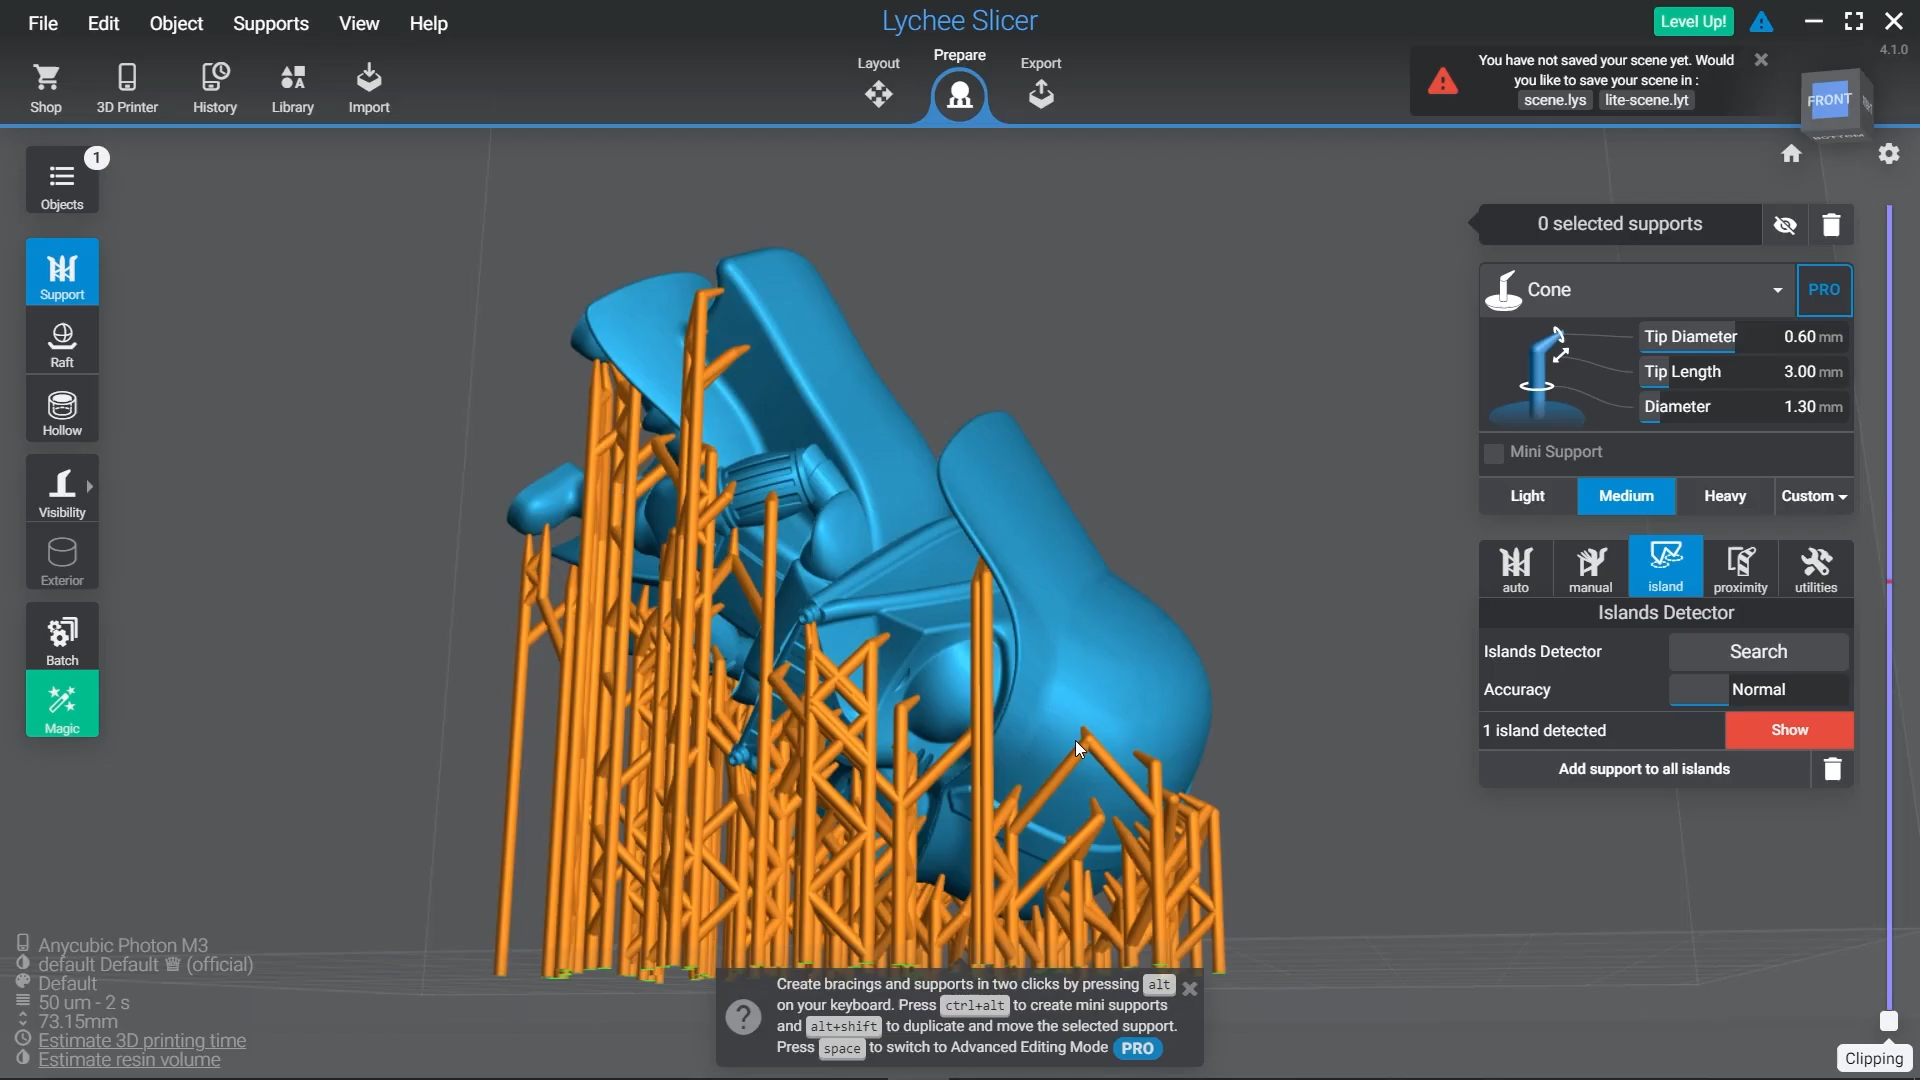 File Edit Object Supports View Help
Lychee Slicer
Level Up!
4.1.0
Shop
3D Printer
History
Library
Import
Layout
Prepare
Export
You have not saved your scene yet. Would
you like to save your scene in :
scene.lys lite-scene.lyt
FRONT
BOTTOM
1
Objects
Support
Raft
Hollow
Visibility
Exterior
Batch
Magic
0 selected supports
Cone
PRO
Tip Diameter 0.60 mm
Tip Length 3.00 mm
Diameter 1.30 mm
Mini Support
Light Medium Heavy Custom
auto manual island proximity utilities
Islands Detector
Islands Detector Search
Accuracy Normal
1 island detected Show
Add support to all islands
Anycubic Photon M3
default Default (official)
Default
50 um - 2 s
73.15mm
Estimate 3D printing time
Estimate resin volume
Create bracings and supports in two clicks by pressing alt
on your keyboard. Press ctrl+alt to create mini supports
and alt+shift to duplicate and move the selected support.
Press space to switch to Advanced Editing Mode PRO
Clipping